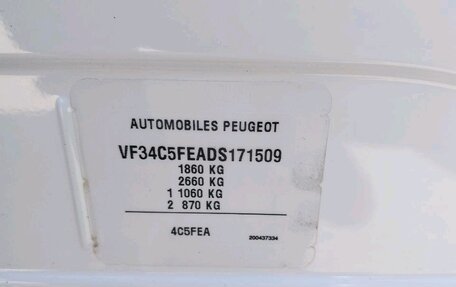 AUTOMOBILES PEUGEOT
VF34C5FEADS171509
1860 KG
2660 KG
1 1060 KG
2 870 KG
4C5FEA
200437334